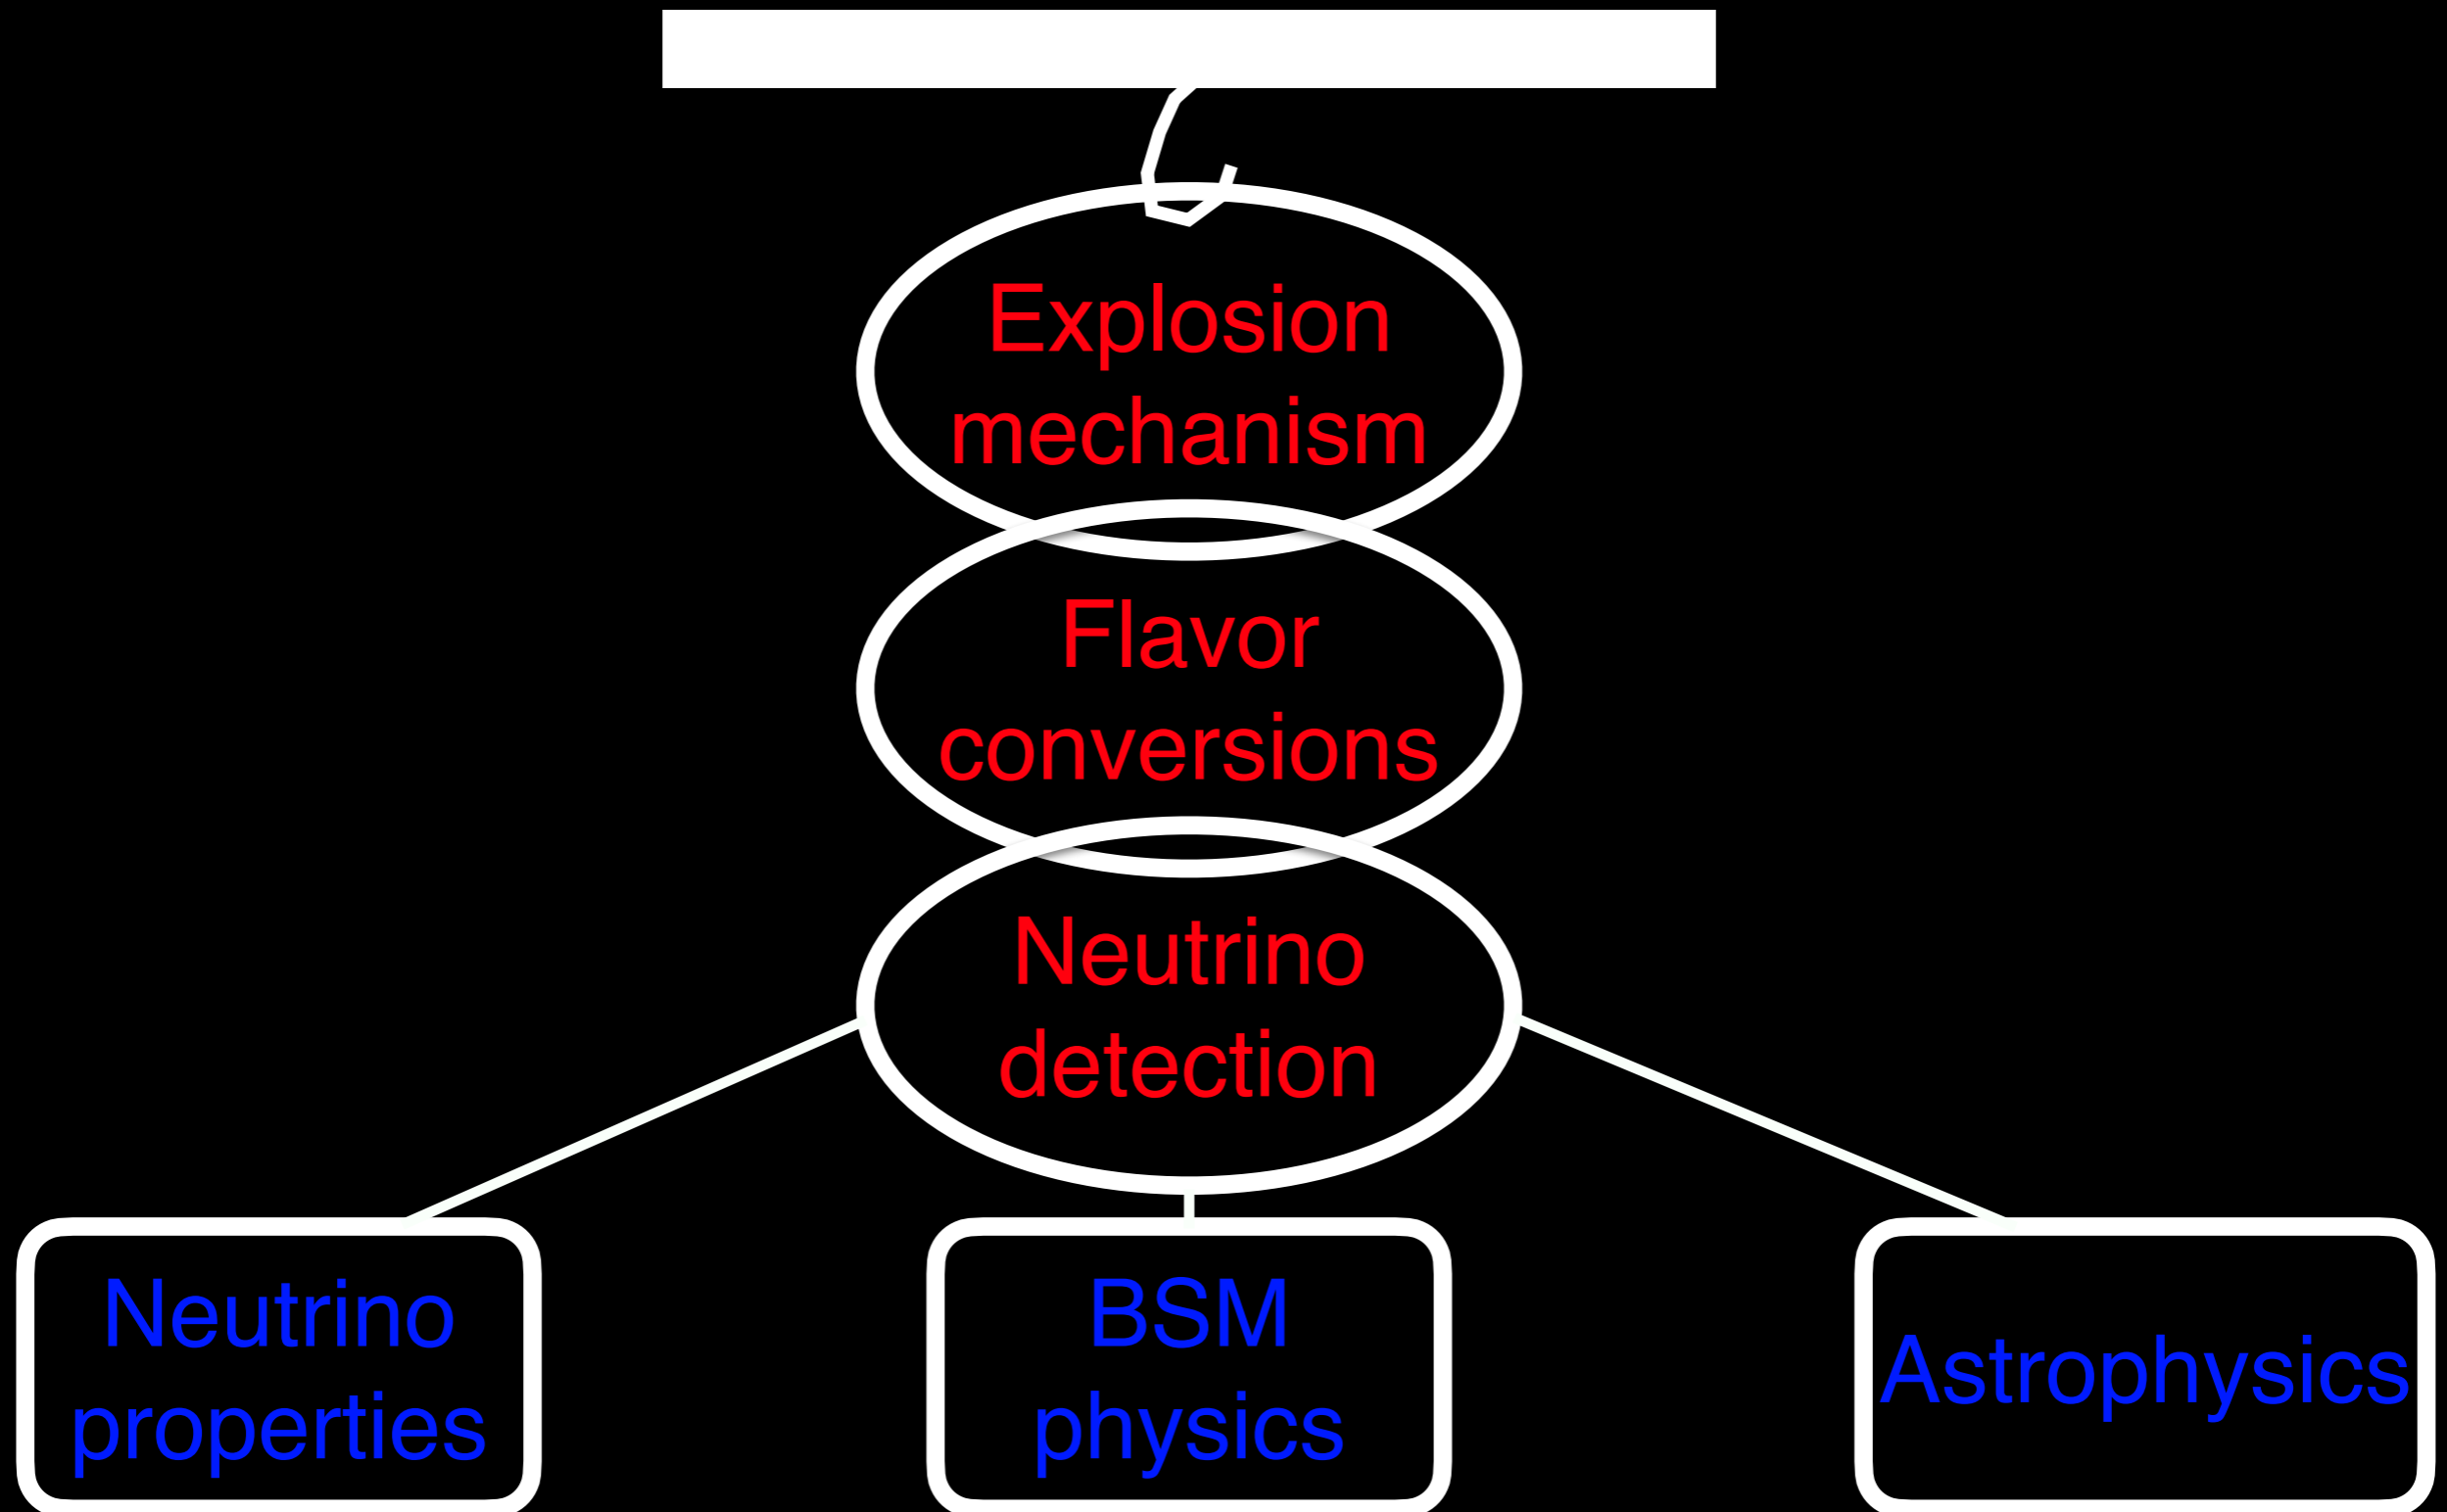 Explosion
mechanism
Flavor
conversions
Neutrino
detection
Neutrino
properties
BSM
physics
Astrophysics